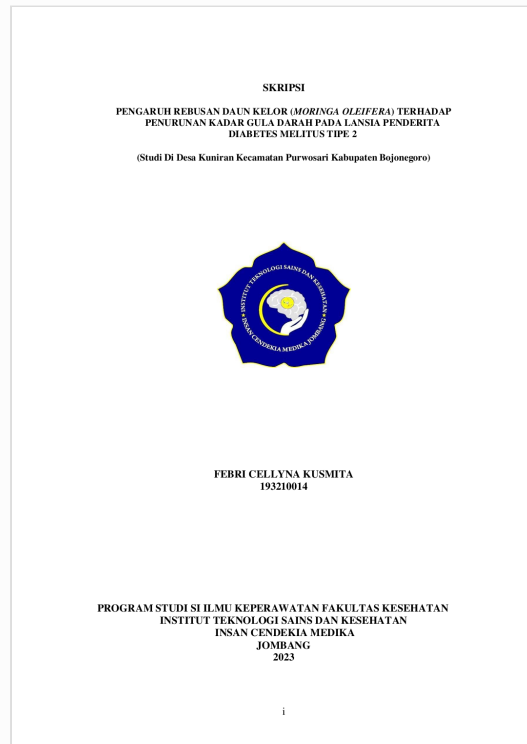 SKRIPSI
PENGARUH REBUSAN DAUN KELOR (MORINGA OLEIFERA) TERHADAP
PENURUNAN KADAR GULA DARAH PADA LANSIA PENDERITA
DIABETES MELITUS TIPE 2
(Studi Di Desa Kuniran Kecamatan Purwosari Kabupaten Bojonegoro)
INSTITUT TEKNOLOGI SAINS DAN KESEHATAN
INSAN CENDEKIA MEDIKA JOMBANG
FEBRI CELLYNA KUSMITA
193210014
PROGRAM STUDI SI ILMU KEPERAWATAN FAKULTAS KESEHATAN
INSTITUT TEKNOLOGI SAINS DAN KESEHATAN
INSAN CENDEKIA MEDIKA
JOMBANG
2023
i